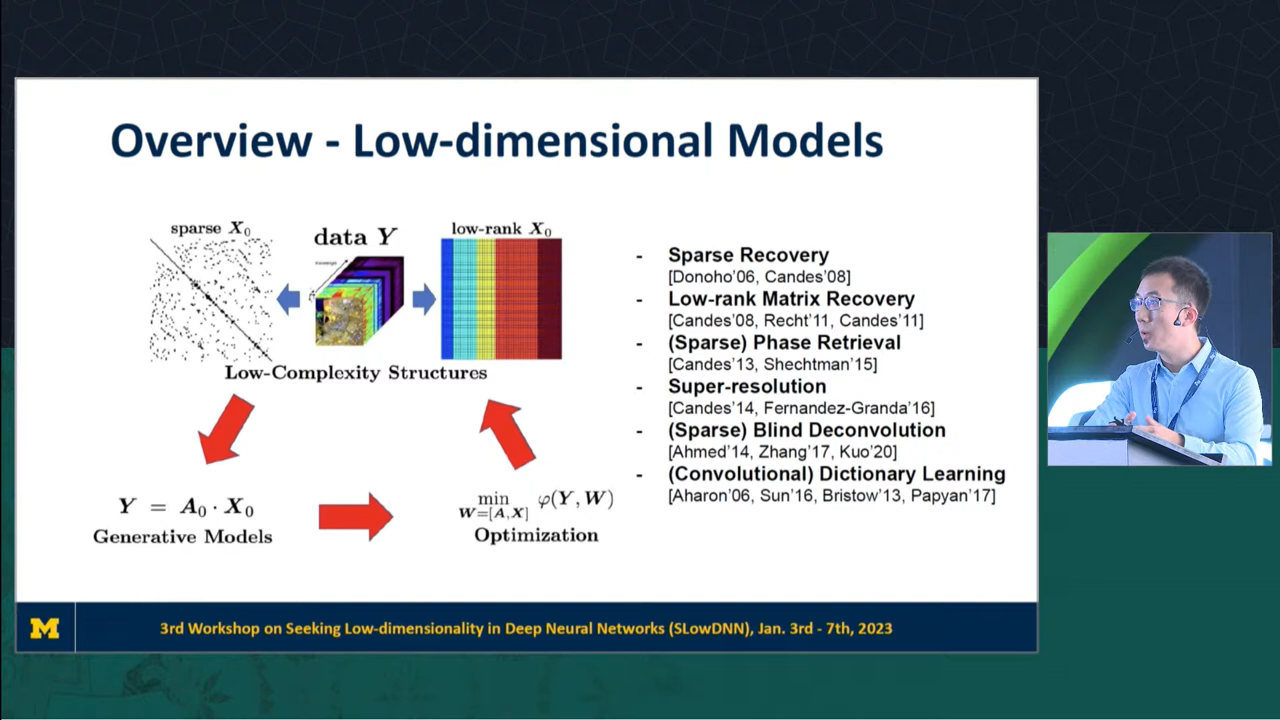 Overview - Low-dimensional Models
sparse X₀
data Y
low-rank X₀
Low-Complexity Structures
Y = A₀ · X₀
Generative Models
min φ(Y, W)
W=[A,X]
Optimization
- Sparse Recovery
[Donoho'06, Candes'08]
- Low-rank Matrix Recovery
[Candes'08, Recht'11, Candes'11]
- (Sparse) Phase Retrieval
[Candes'13, Shechtman'15]
- Super-resolution
[Candes'14, Fernandez-Granda'16]
- (Sparse) Blind Deconvolution
[Ahmed'14, Zhang'17, Kuo'20]
- (Convolutional) Dictionary Learning
[Aharon'06, Sun'16, Bristow'13, Papyan'17]
M
3rd Workshop on Seeking Low-dimensionality in Deep Neural Networks (SLowDNN), Jan. 3rd - 7th, 2023